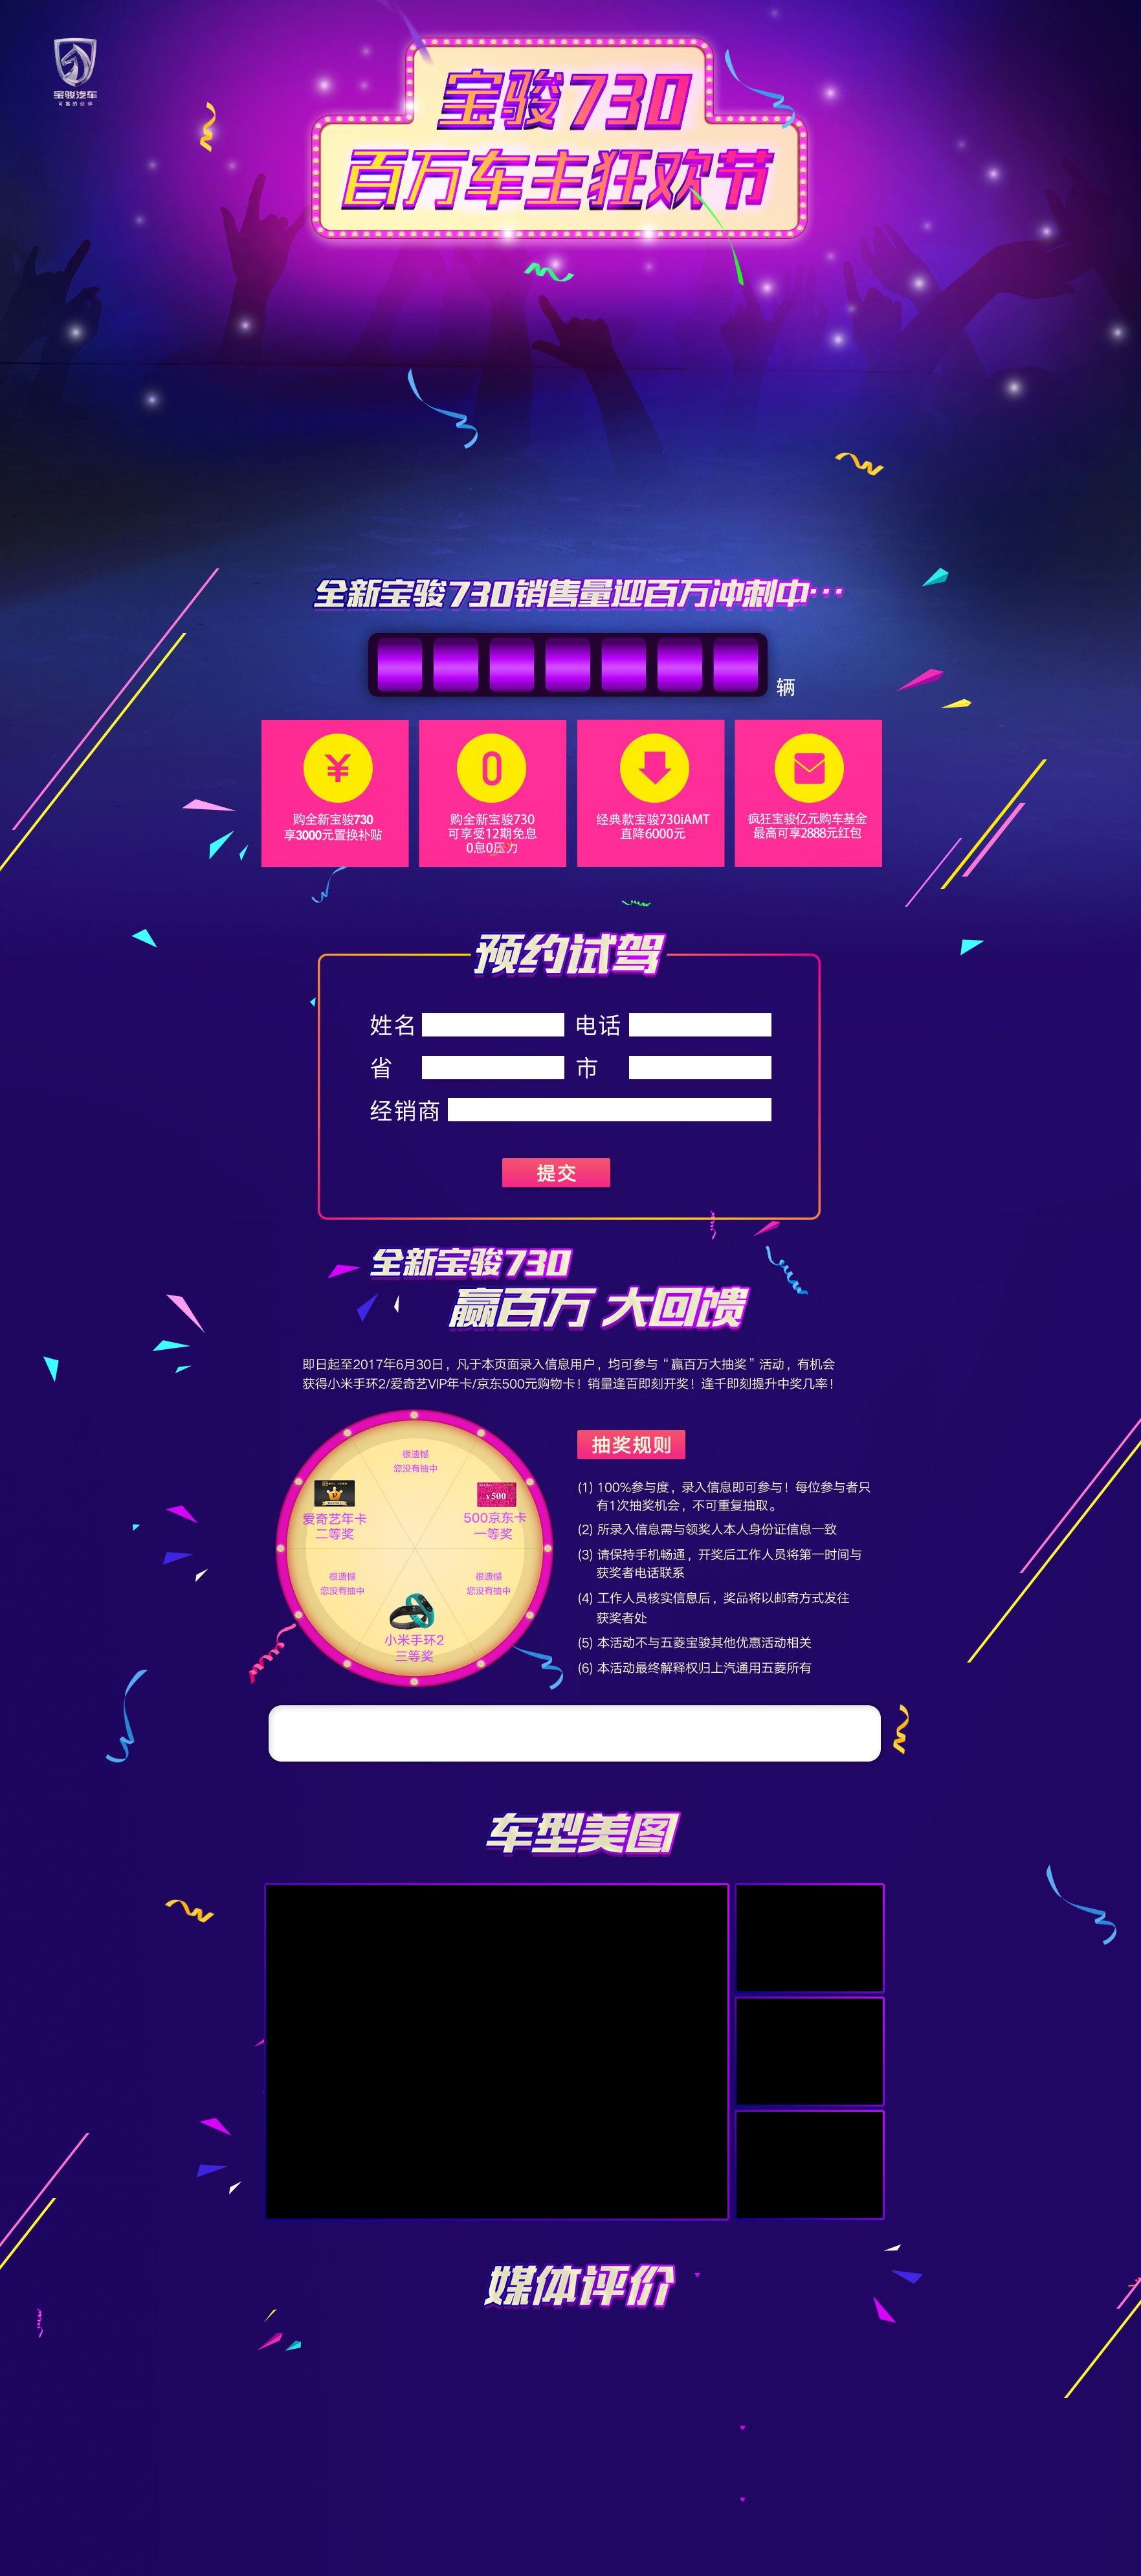 宝骏汽车
可靠的伙伴
宝骏730
百万车主狂欢节
全新宝骏730销售量迎百万冲刺中…
辆
¥
购全新宝骏730
享3000元置换补贴
0
购全新宝骏730
可享受12期免息
0息0压力
经典款宝骏730iAMT
直降6000元
疯狂宝骏亿元购车基金
最高可享2888元红包
预约试驾
姓名
电话
省
市
经销商
提交
全新宝骏730
赢百万 大回馈
即日起至2017年6月30日，凡于本页面录入信息用户，均可参与“赢百万大抽奖”活动，有机会
获得小米手环2/爱奇艺VIP年卡/京东500元购物卡！销量逢百即刻开奖！逢千即刻提升中奖几率！
很遗憾
您没有抽中
爱奇艺年卡
二等奖
¥500
500京东卡
一等奖
很遗憾
您没有抽中
很遗憾
您没有抽中
小米手环2
三等奖
抽奖规则
(1) 100%参与度，录入信息即可参与！每位参与者只
有1次抽奖机会，不可重复抽取。
(2) 所录入信息需与领奖人本人身份证信息一致
(3) 请保持手机畅通，开奖后工作人员将第一时间与
获奖者电话联系
(4) 工作人员核实信息后，奖品将以邮寄方式发往
获奖者处
(5) 本活动不与五菱宝骏其他优惠活动相关
(6) 本活动最终解释权归上汽通用五菱所有
车型美图
媒体评价